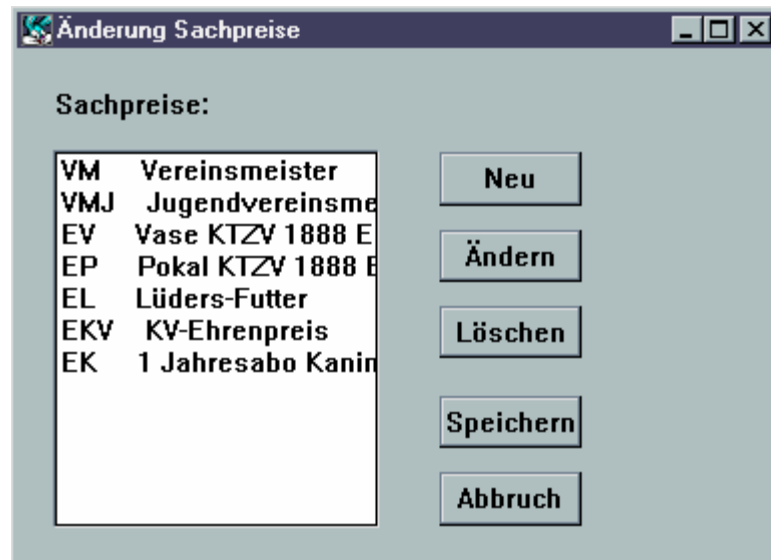 Änderung Sachpreise
Sachpreise:
VM Vereinsmeister
VMJ Jugendvereinsme
EV Vase KTZV 1888 E
EP Pokal KTZV 1888 E
EL Lüders-Futter
EKV KV-Ehrenpreis
EK 1 Jahresabo Kanin
Neu
Ändern
Löschen
Speichern
Abbruch